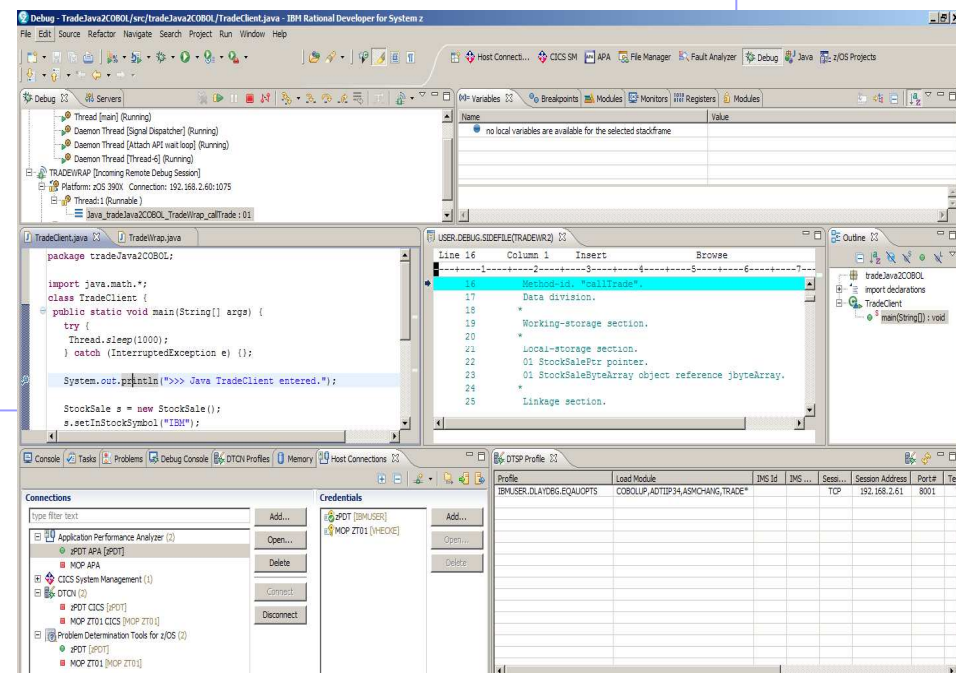 Debug - TradeJava2COBOL/src/tradeJava2COBOL/TradeClient.java - IBM Rational Developer for System z
File Edit Source Refactor Navigate Search Project Run Window Help
Host Connecti... CICS SM APA File Manager Fault Analyzer Debug Java z/OS Projects
Debug Servers
Thread [main] (Running)
Daemon Thread [Signal Dispatcher] (Running)
Daemon Thread [Attach API wait loop] (Running)
Daemon Thread [Thread-6] (Running)
TRADEWRAP [Incoming Remote Debug Session]
Platform: zOS 390X Connection: 192.168.2.60:1075
Thread:1 (Runnable )
Java_tradeJava2COBOL_TradeWrap_callTrade : 01
(x)= Variables Breakpoints Modules Monitors Registers Modules
Name Value
no local variables are available for the selected stackframe
TradeClient.java TradeWrap.java
package tradeJava2COBOL;
import java.math.*;
class TradeClient {
public static void main(String[] args) {
try {
Thread.sleep(1000);
} catch (InterruptedException e) {};
System.out.println(">>> Java TradeClient entered.");
StockSale s = new StockSale();
s.setInStockSymbol("IBM");
USER.DEBUG.SIDEFILE(TRADEWR2)
Line 16 Column 1 Insert Browse
----+----1----+----2----+----3----+----4----+----5----+----6----+----7--
16 Method-id. "callTrade".
17 Data division.
18 *
19 Working-storage section.
20 *
21 Local-storage section.
22 01 StockSalePtr pointer.
23 01 StockSaleByteArray object reference jbyteArray.
24 *
25 Linkage section.
Outline
tradeJava2COBOL
import declarations
TradeClient
main(String[]) : void
Console Tasks Problems Debug Console DTCN Profiles Memory Host Connections
Connections
type filter text
Application Performance Analyzer (2)
zPDT APA [zPDT]
MOP APA
CICS System Management (1)
DTCN (2)
zPDT CICS [zPDT]
MOP ZT01 CICS [MOP ZT01]
Problem Determination Tools for z/OS (2)
zPDT [zPDT]
MOP ZT01 [MOP ZT01]
Add...
Open...
Delete
Connect
Disconnect
Credentials
zPDT [IBMUSER]
MOP ZT01 [VHECKE]
Add...
Open...
Delete
DTSP Profile
Profile Load Module IMS Id IMS ... Sessi... Session Address Port# Te
IBMUSER.DLAYDBG.EQAUOPTS COBOLUP,ADTIIP34,ASMCHANG,TRADE* TCP 192.168.2.61 8001